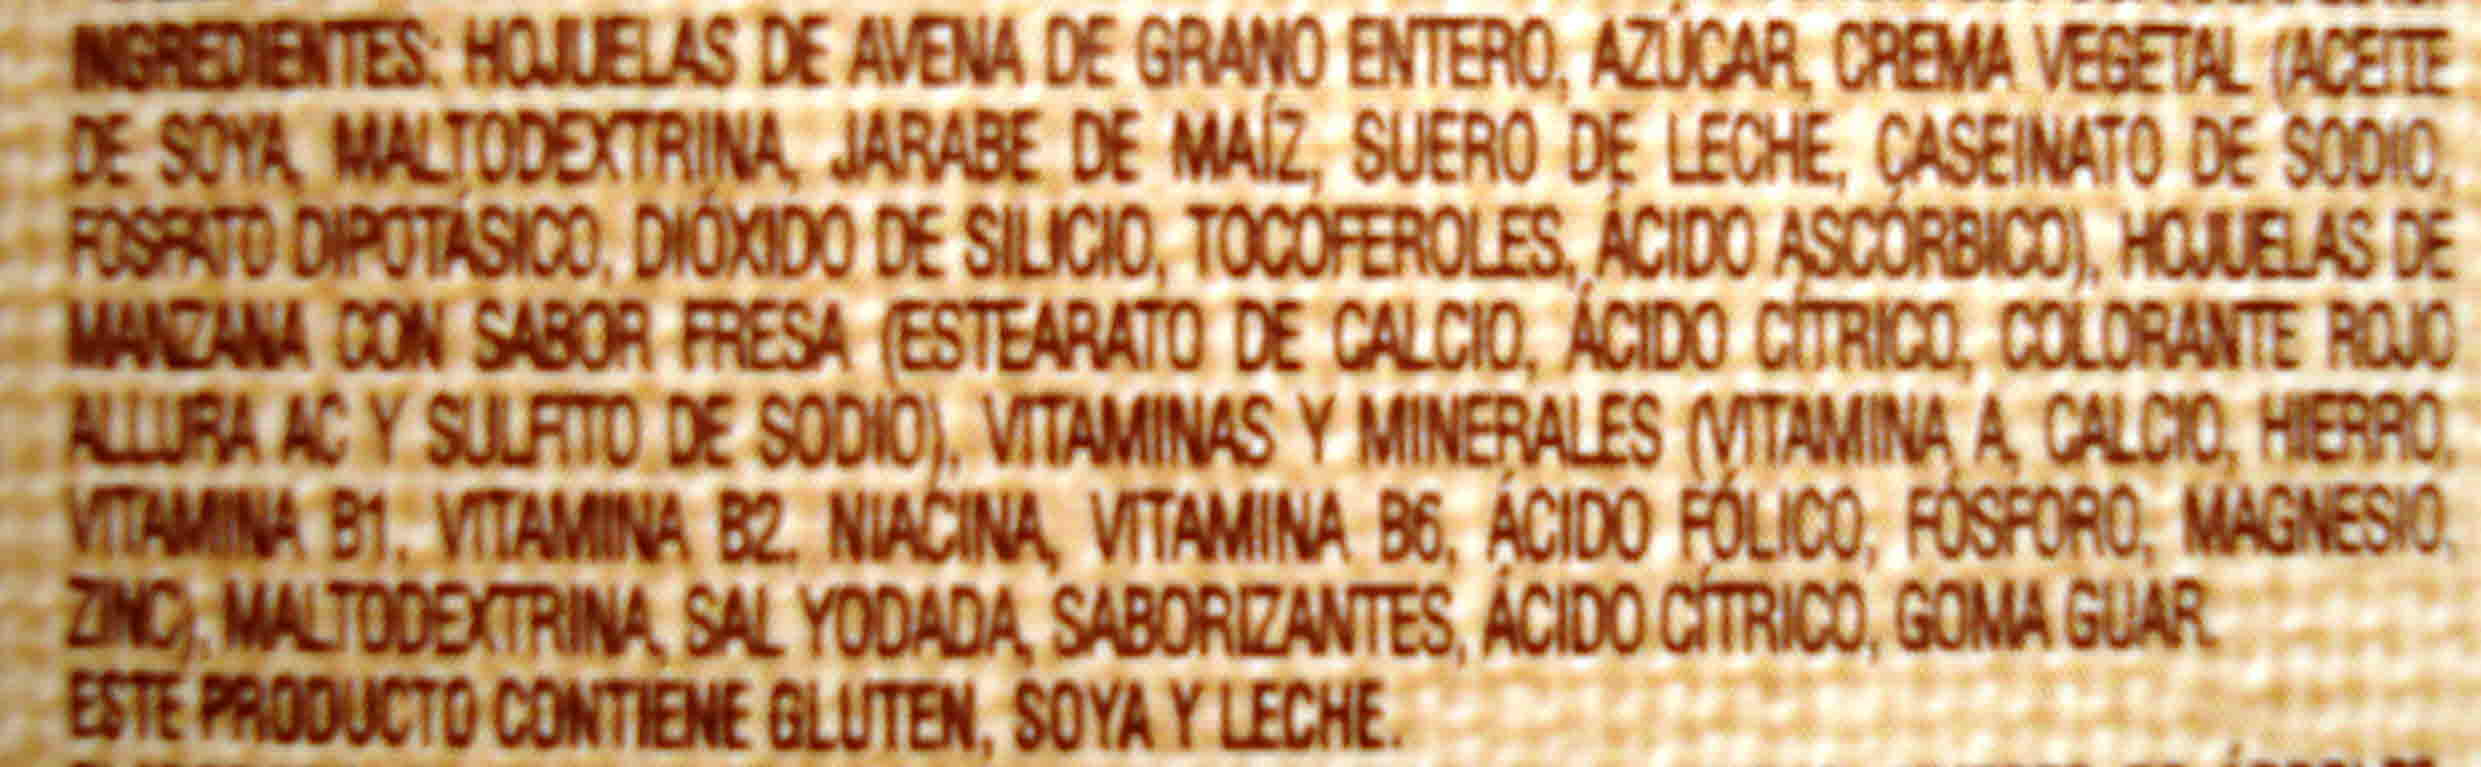 INGREDIENTES: HOJUELAS DE AVENA DE GRANO ENTERO, AZÚCAR, CREMA VEGETAL (ACEITE
DE SOYA, MALTODEXTRINA, JARABE DE MAÍZ, SUERO DE LECHE, CASEINATO DE SODIO,
FOSFATO DIPOTÁSICO, DIÓXIDO DE SILICIO, TOCOFEROLES, ÁCIDO ASCÓRBICO), HOJUELAS DE
MANZANA CON SABOR FRESA (ESTEARATO DE CALCIO, ÁCIDO CÍTRICO, COLORANTE ROJO
ALLURA AC Y SULFITO DE SODIO), VITAMINAS Y MINERALES (VITAMINA A, CALCIO, HIERRO,
VITAMINA B1, VITAMINA B2, NIACINA, VITAMINA B6, ÁCIDO FÓLICO, FÓSFORO, MAGNESIO,
ZINC), MALTODEXTRINA, SAL YODADA, SABORIZANTES, ÁCIDO CÍTRICO, GOMA GUAR.
ESTE PRODUCTO CONTIENE GLUTEN, SOYA Y LECHE.